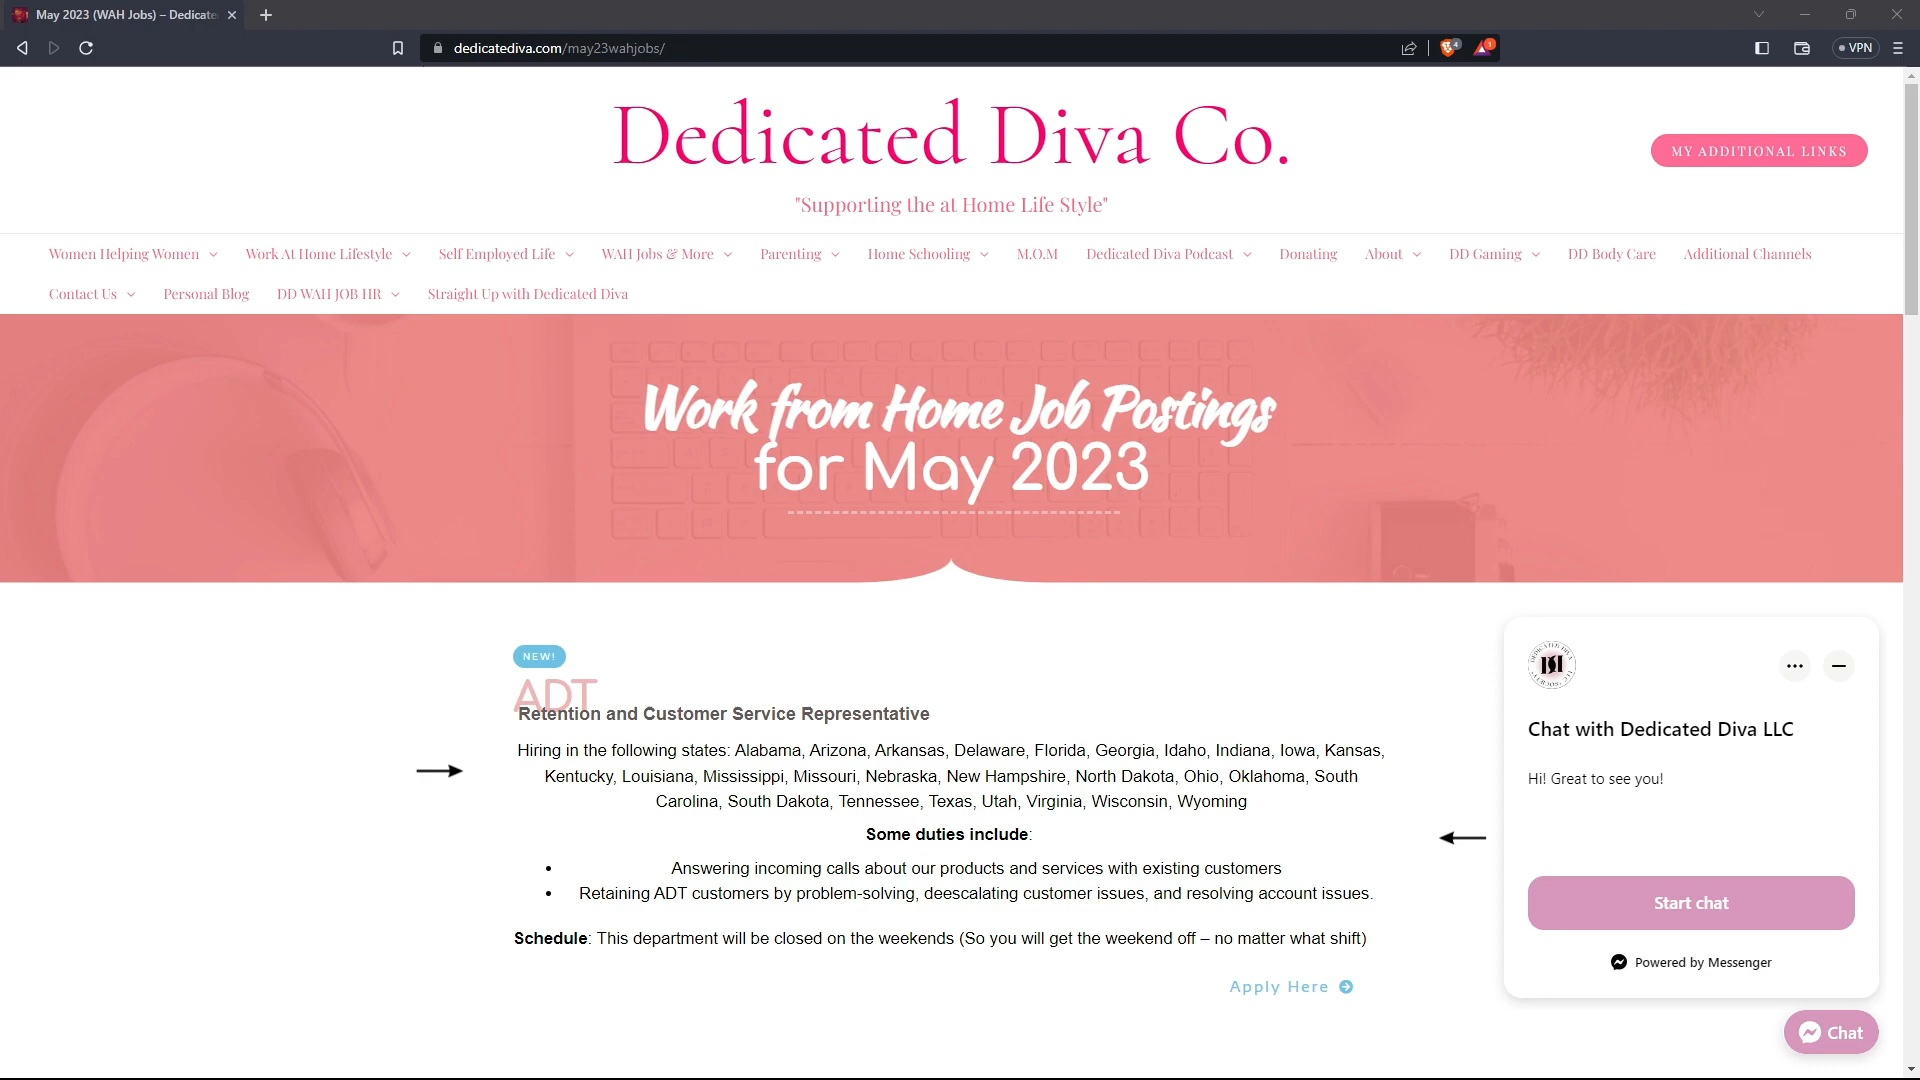 May 2023 (WAH Jobs) – Dedicate
dedicatediva.com/may23wahjobs/
4
1
VPN
Dedicated Diva Co.
MY ADDITIONAL LINKS
"Supporting the at Home Life Style"
Women Helping Women Work At Home Lifestyle Self Employed Life WAH Jobs & More Parenting Home Schooling M.O.M Dedicated Diva Podcast Donating About DD Gaming DD Body Care Additional Channels
Contact Us Personal Blog DD WAH JOB HR Straight Up with Dedicated Diva
Work from Home Job Postings
for May 2023
NEW!
ADT
Retention and Customer Service Representative
Hiring in the following states: Alabama, Arizona, Arkansas, Delaware, Florida, Georgia, Idaho, Indiana, Iowa, Kansas,
Kentucky, Louisiana, Mississippi, Missouri, Nebraska, New Hampshire, North Dakota, Ohio, Oklahoma, South
Carolina, South Dakota, Tennessee, Texas, Utah, Virginia, Wisconsin, Wyoming
Some duties include:
• Answering incoming calls about our products and services with existing customers
• Retaining ADT customers by problem-solving, deescalating customer issues, and resolving account issues.
Schedule: This department will be closed on the weekends (So you will get the weekend off – no matter what shift)
Apply Here
Chat with Dedicated Diva LLC
Hi! Great to see you!
Start chat
Powered by Messenger
Chat